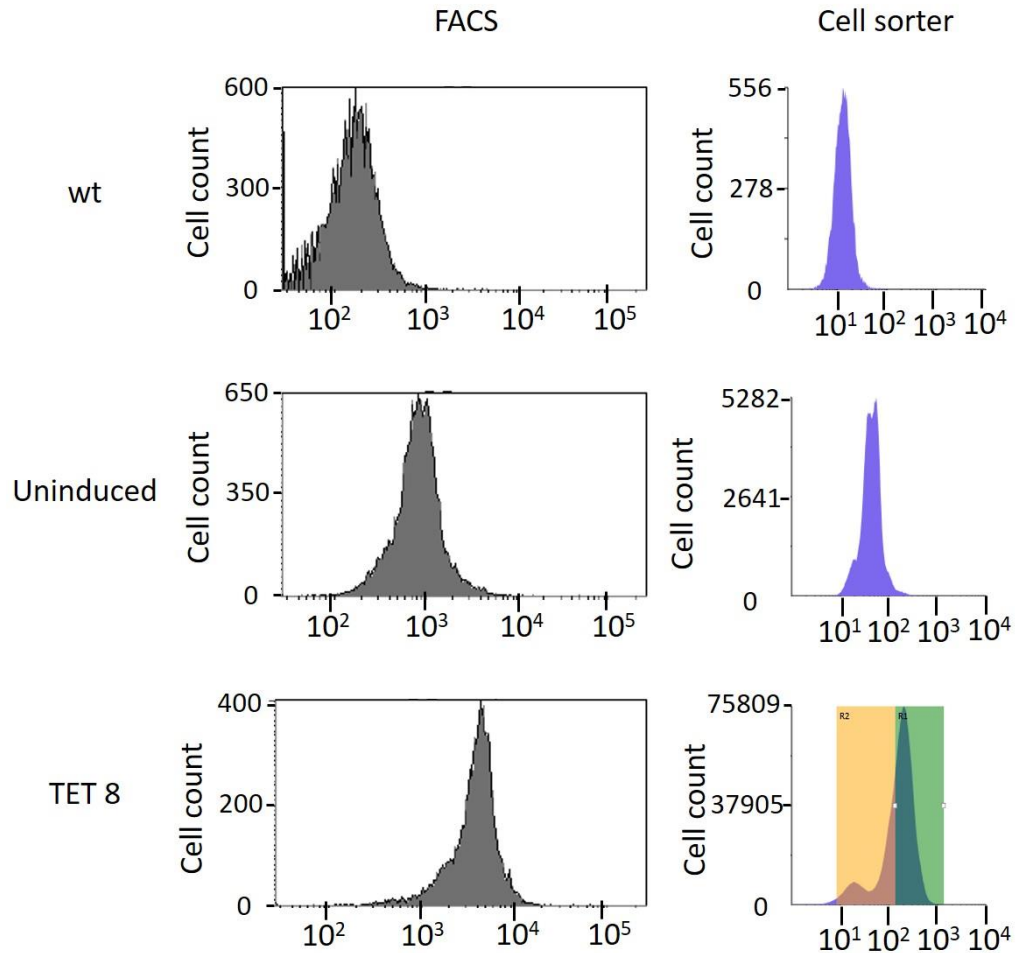 FACS
Cell sorter
wt
Cell count
600
300
0
10² 10³ 10⁴ 10⁵
Cell count
556
278
0
10¹ 10² 10³ 10⁴
Uninduced
Cell count
650
350
0
10² 10³ 10⁴ 10⁵
Cell count
5282
2641
0
10¹ 10² 10³ 10⁴
TET 8
Cell count
400
200
0
10² 10³ 10⁴ 10⁵
Cell count
75809
37905
0
R2 R1
10¹ 10² 10³ 10⁴